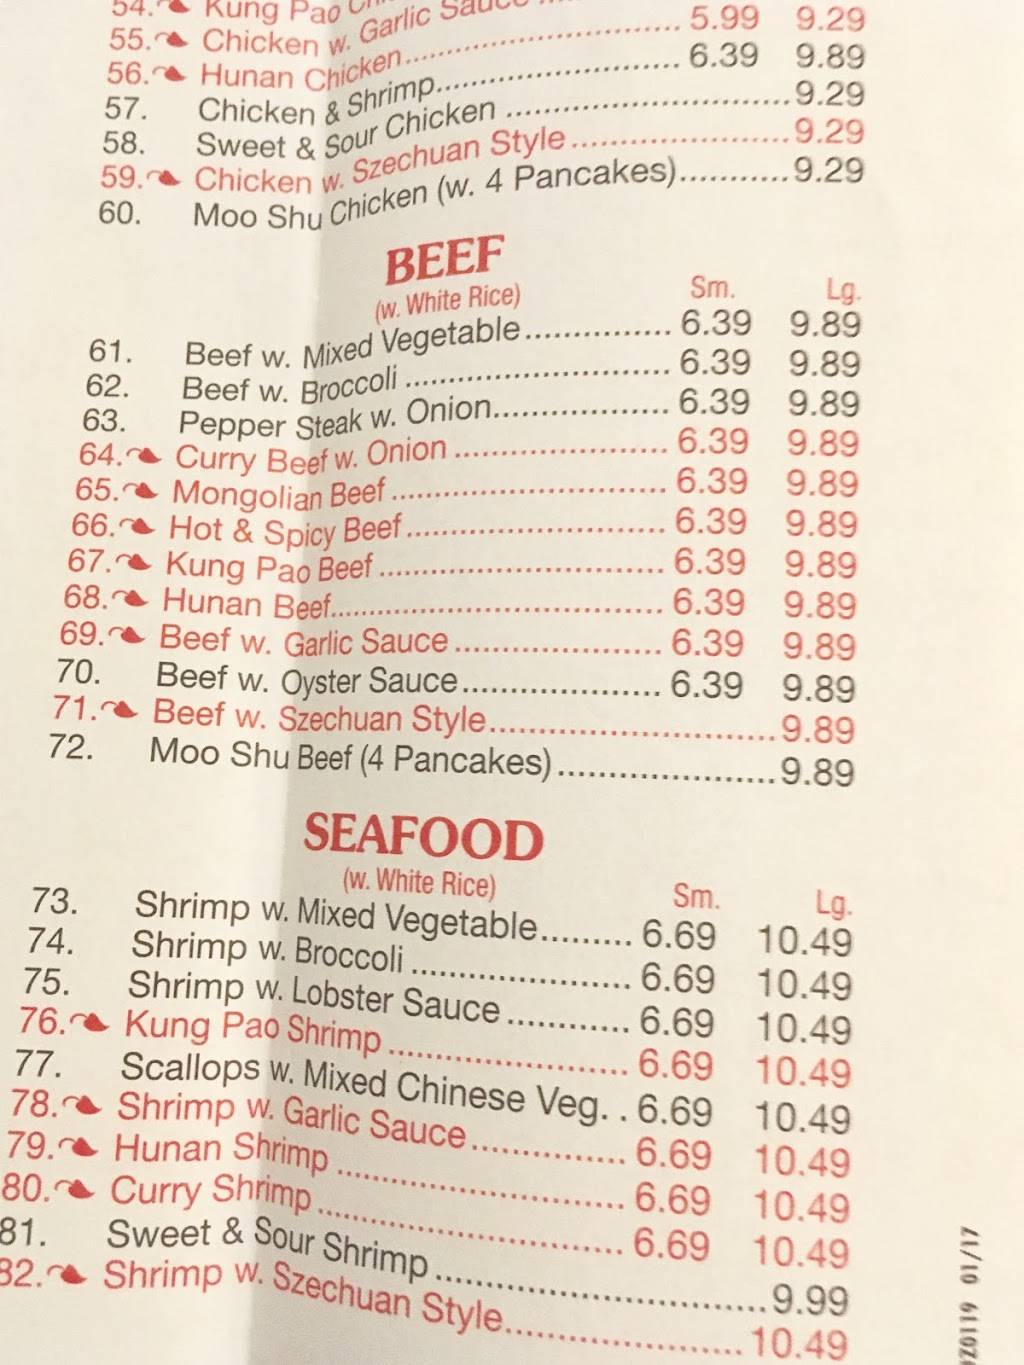 54. Kung Pao
55. Chicken w. Garlic Sauce 5.99 9.29
56. Hunan Chicken 6.39 9.89
57. Chicken & Shrimp 9.29
58. Sweet & Sour Chicken 9.29
59. Chicken w. Szechuan Style 9.29
60. Moo Shu Chicken (w. 4 Pancakes)
BEEF
(w. White Rice) Sm. Lg.
61. Beef w. Mixed Vegetable 6.39 9.89
62. Beef w. Broccoli 6.39 9.89
63. Pepper Steak w. Onion 6.39 9.89
64. Curry Beef w. Onion 6.39 9.89
65. Mongolian Beef 6.39 9.89
66. Hot & Spicy Beef 6.39 9.89
67. Kung Pao Beef 6.39 9.89
68. Hunan Beef 6.39 9.89
69. Beef w. Garlic Sauce 6.39 9.89
70. Beef w. Oyster Sauce 6.39 9.89
71. Beef w. Szechuan Style 9.89
72. Moo Shu Beef (4 Pancakes) 9.89
SEAFOOD
(w. White Rice) Sm. Lg.
73. Shrimp w. Mixed Vegetable 6.69 10.49
74. Shrimp w. Broccoli 6.69 10.49
75. Shrimp w. Lobster Sauce 6.69 10.49
76. Kung Pao Shrimp 6.69 10.49
77. Scallops w. Mixed Chinese Veg. 6.69 10.49
78. Shrimp w. Garlic Sauce 6.69 10.49
79. Hunan Shrimp 6.69 10.49
80. Curry Shrimp 6.69 10.49
81. Sweet & Sour Shrimp 9.99
82. Shrimp w. Szechuan Style 10.49
01/17